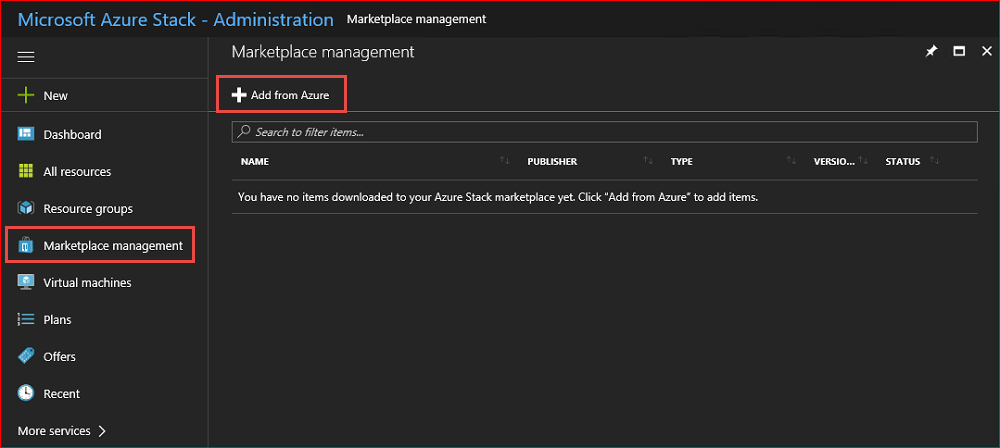 Microsoft Azure Stack - Administration Marketplace management
Marketplace management
New
Add from Azure
Search to filter items...
Dashboard
All resources
Resource groups
Marketplace management
Virtual machines
Plans
Offers
Recent
More services
NAME PUBLISHER TYPE VERSIO... STATUS
You have no items downloaded to your Azure Stack marketplace yet. Click "Add from Azure" to add items.